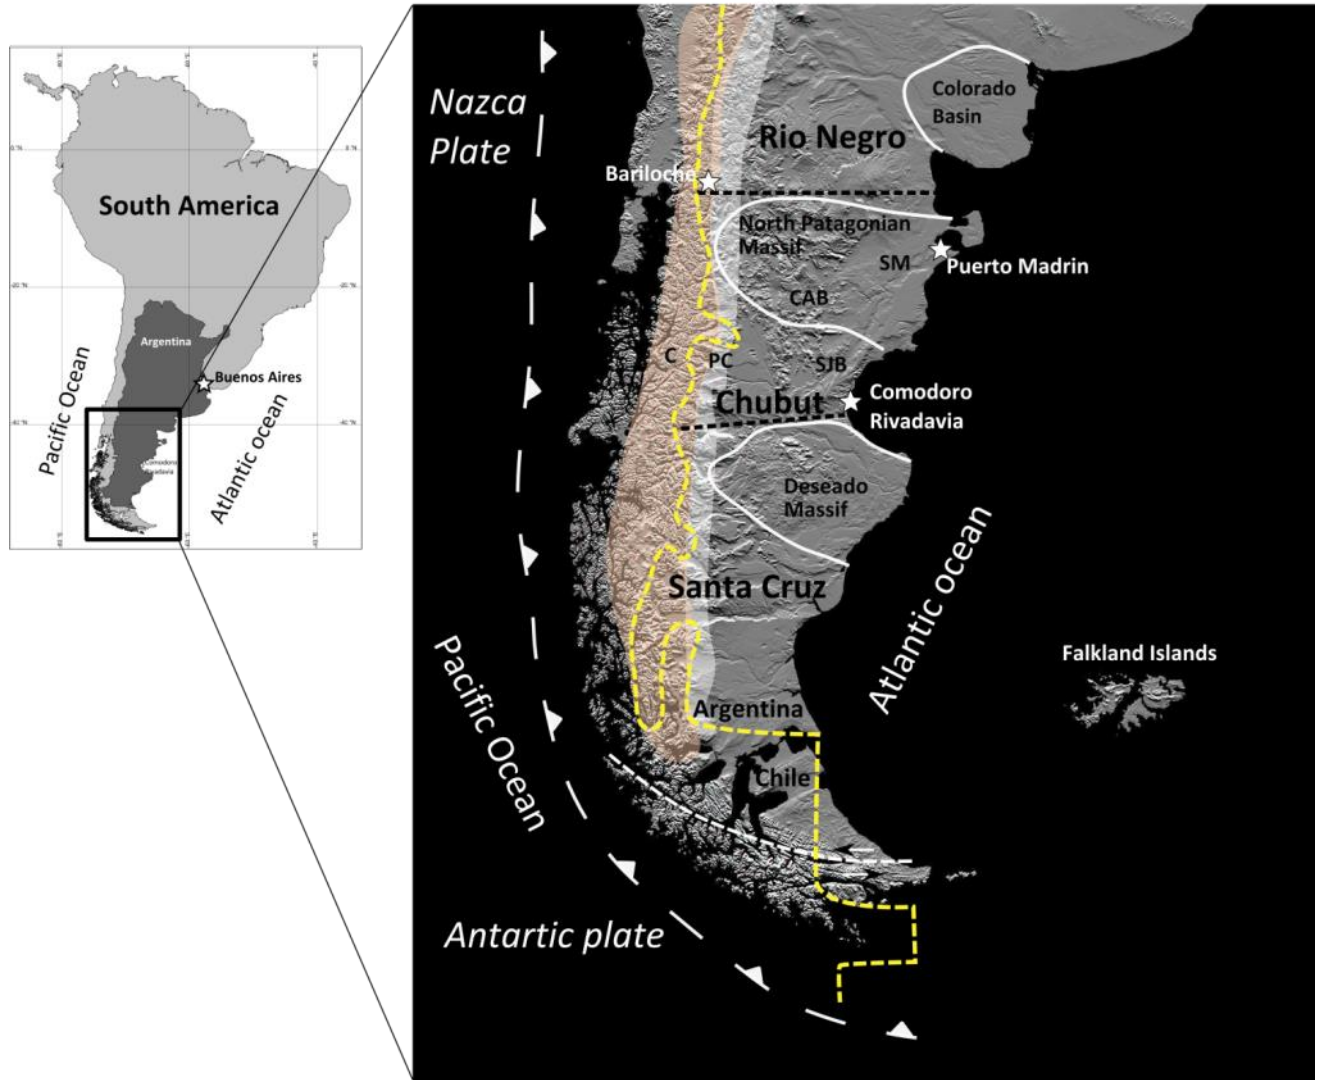 South America
Argentina
Buenos Aires
Pacific Ocean
Atlantic ocean
Comodoro
Rivadavia
Nazca
Plate
Colorado
Basin
Rio Negro
Bariloche
North Patagonian
Massif
SM
Puerto Madrin
CAB
C
PC
SJB
Chubut
Comodoro
Rivadavia
Deseado
Massif
Santa Cruz
Atlantic ocean
Pacific Ocean
Falkland Islands
Argentina
Chile
Antartic plate